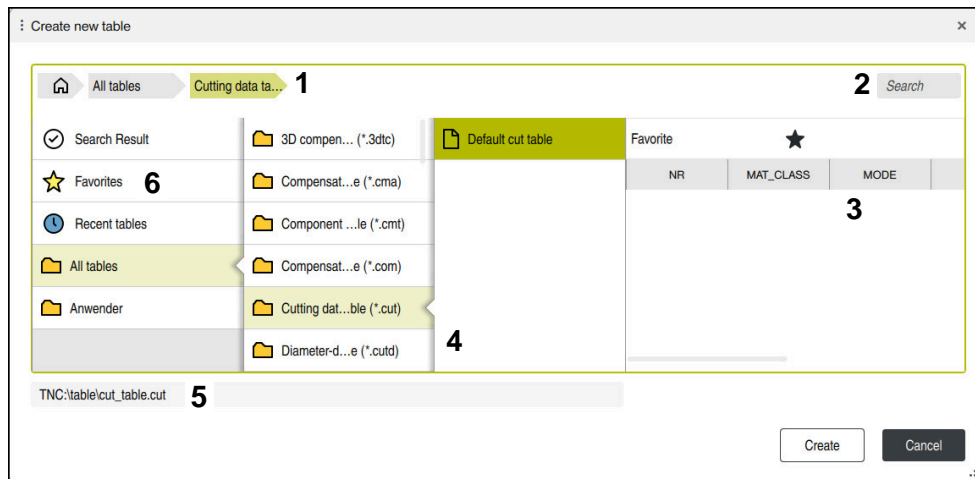 Create new table
All tables
Cutting data ta...
1
2
Search
Search Result
Favorites
6
Recent tables
All tables
Anwender
3D compen... (*.3dtc)
Compensat...e (*.cma)
Component ...le (*.cmt)
Compensat...e (*.com)
Cutting dat...ble (*.cut)
Diameter-d...e (*.cutd)
Default cut table
4
Favorite
NR
MAT_CLASS
MODE
3
TNC:\table\cut_table.cut
5
Create
Cancel